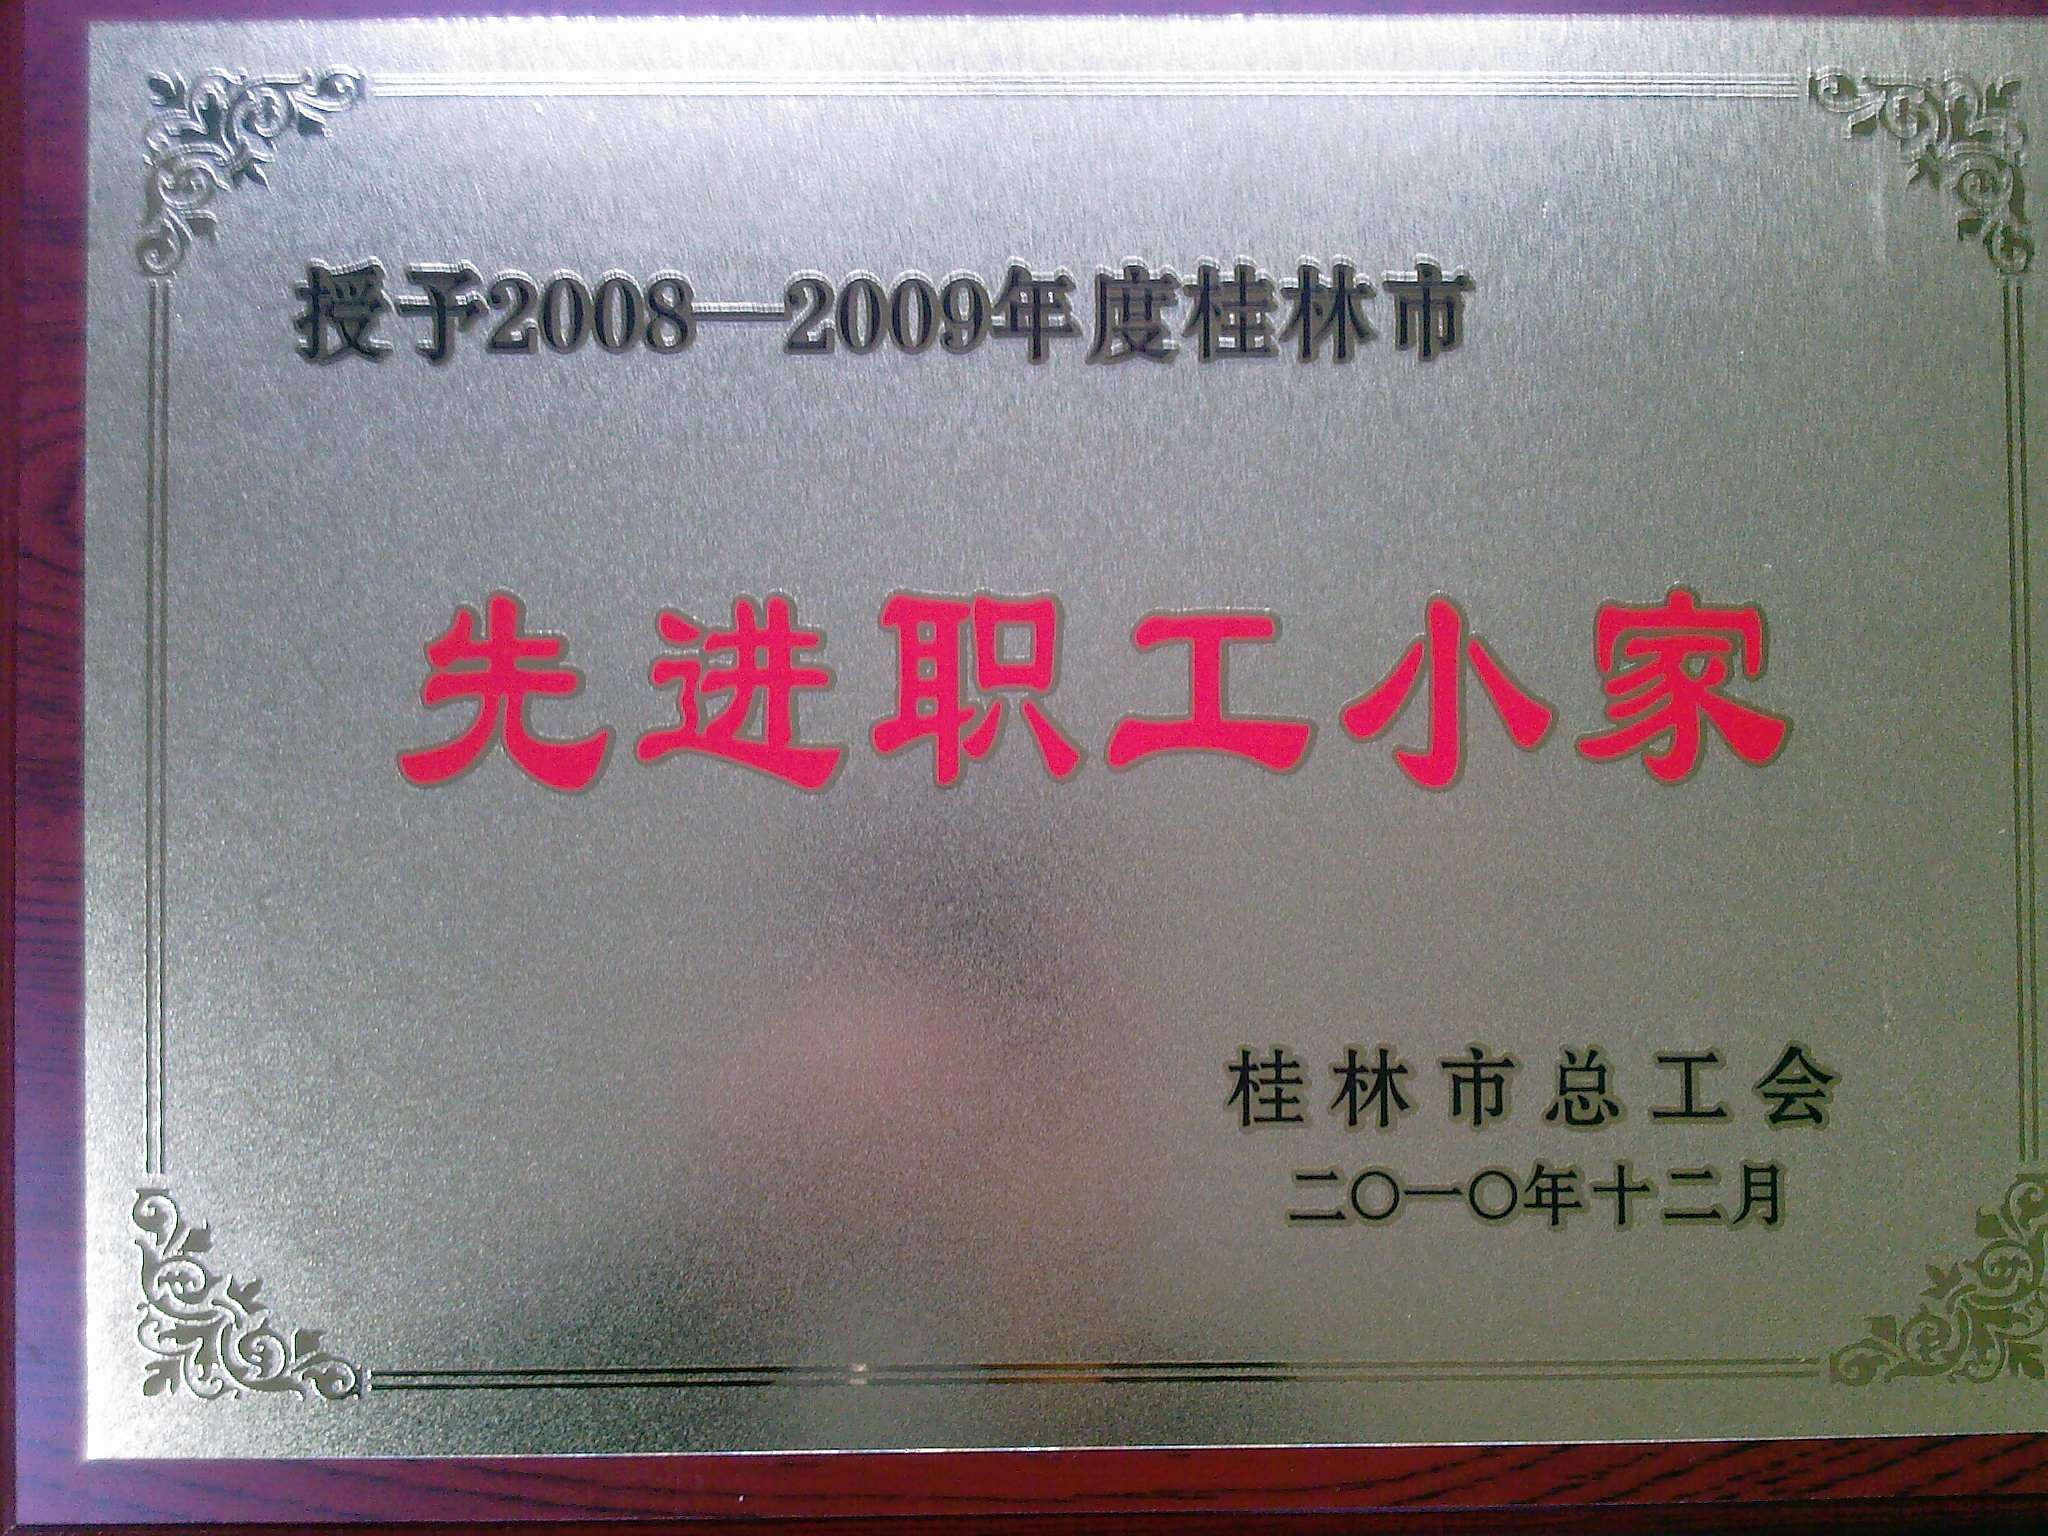 授予2008—2009年度桂林市
先进职工小家
桂林市总工会
二〇一〇年十二月